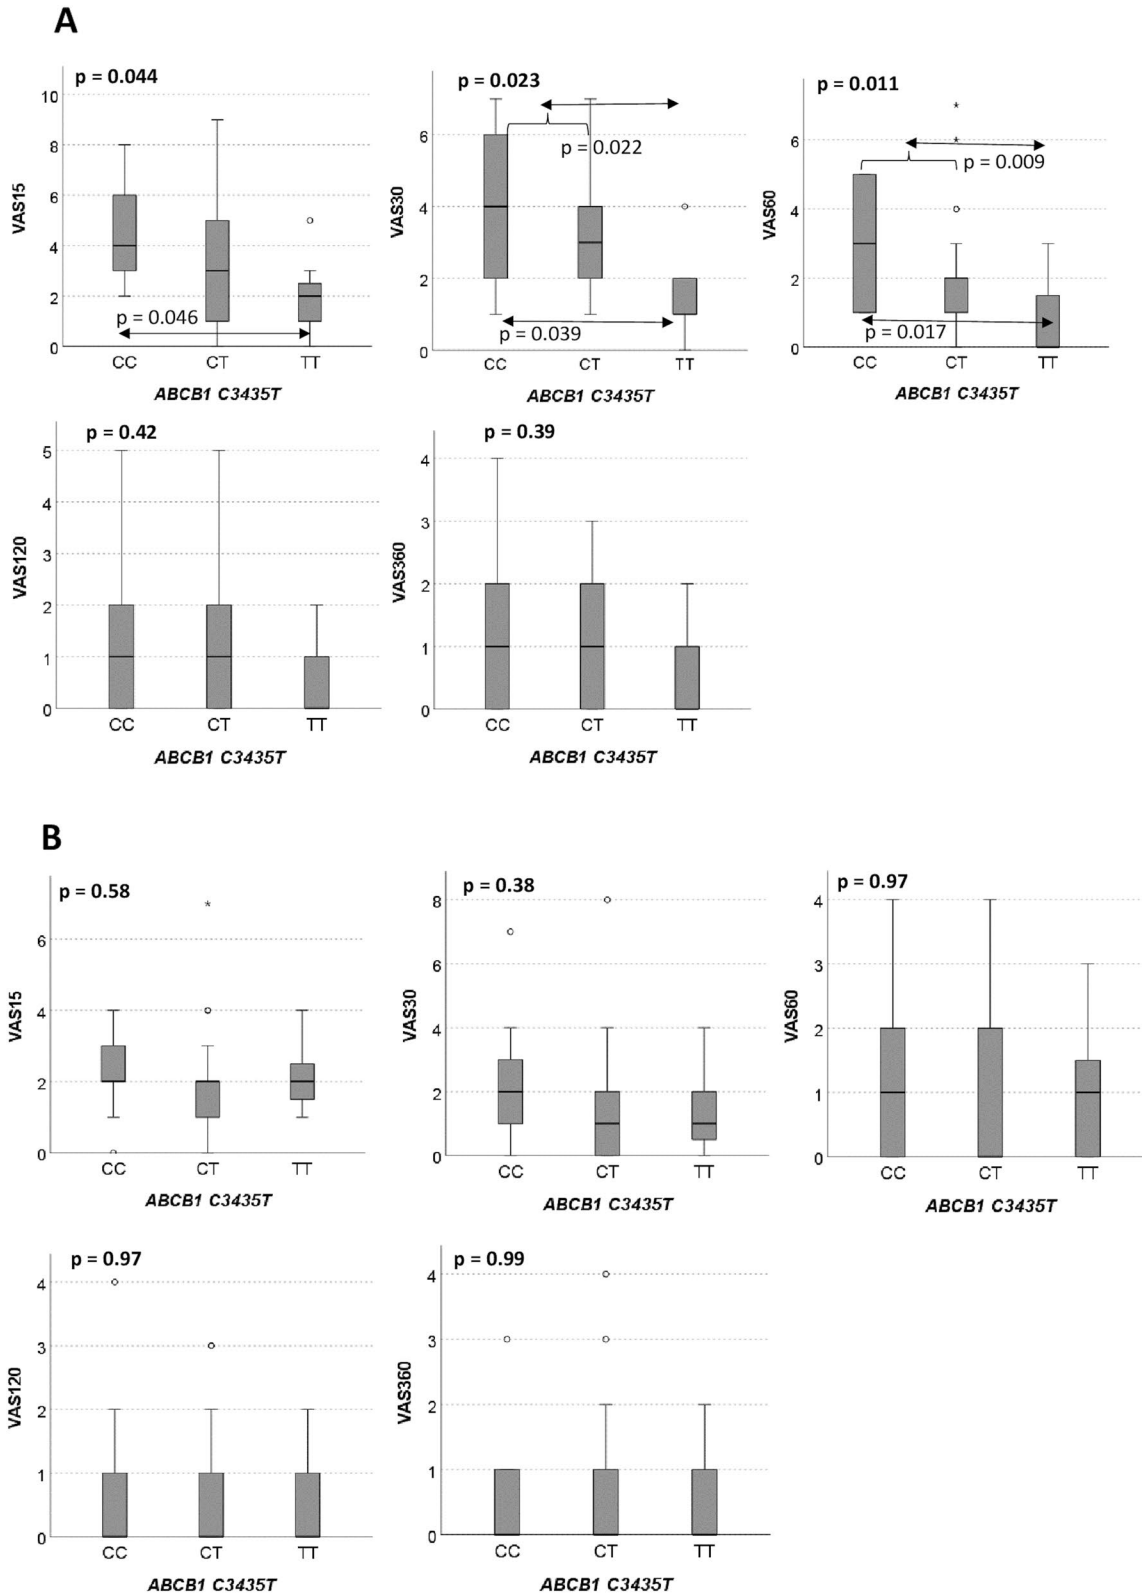 A
p = 0.044
10
8
6
4
2
0
VAS15
p = 0.046
CC CT TT
ABCB1 C3435T
p = 0.023
6
4
2
0
VAS30
p = 0.022
p = 0.039
CC CT TT
ABCB1 C3435T
p = 0.011
6
4
2
0
VAS60
p = 0.009
p = 0.017
CC CT TT
ABCB1 C3435T
p = 0.42
5
4
3
2
1
0
VAS120
CC CT TT
ABCB1 C3435T
p = 0.39
4
3
2
1
0
VAS360
CC CT TT
ABCB1 C3435T
B
p = 0.58
6
4
2
0
VAS15
CC CT TT
ABCB1 C3435T
p = 0.38
8
6
4
2
0
VAS30
CC CT TT
ABCB1 C3435T
p = 0.97
4
3
2
1
0
VAS60
CC CT TT
ABCB1 C3435T
p = 0.97
4
3
2
1
0
VAS120
CC CT TT
ABCB1 C3435T
p = 0.99
4
3
2
1
0
VAS360
CC CT TT
ABCB1 C3435T